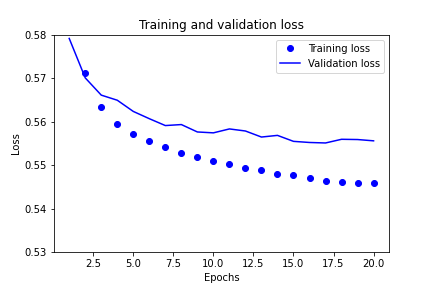 Training and validation loss
Training loss
Validation loss
0.58
0.57
0.56
0.55
0.54
0.53
Loss
2.5 5.0 7.5 10.0 12.5 15.0 17.5 20.0
Epochs